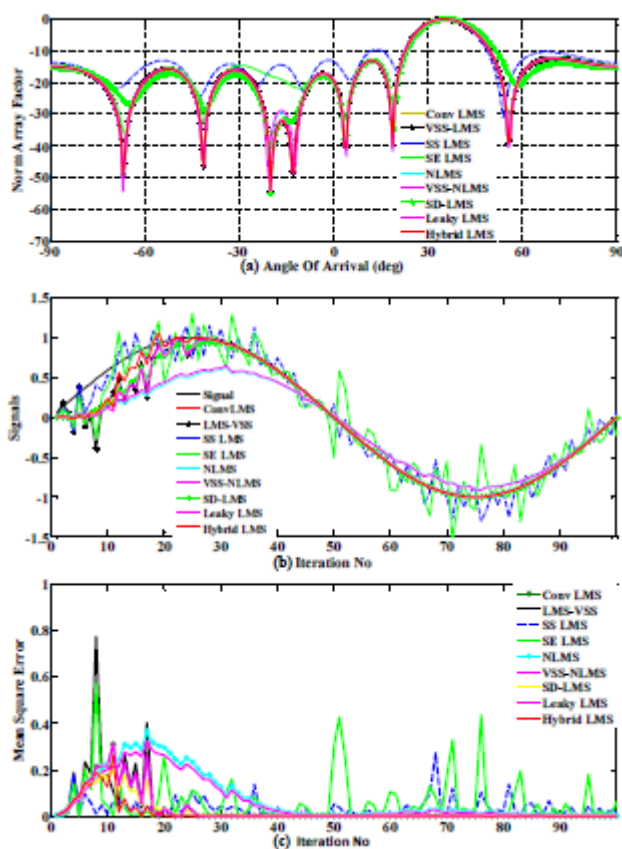 0
-10
-20
-30
-40
-50
-60
-70
Norm Array Factor
Conv LMS
VSS-LMS
SS LMS
SE LMS
NLMS
VSS-NLMS
SD-LMS
Leaky LMS
Hybrid LMS
-90 -60 -30 0 30 60 90
(a) Angle Of Arrival (deg)
1.5
1
0.5
0
-0.5
-1
-1.5
Signals
Signal
ConvLMS
LMS-VSS
SS LMS
SE LMS
NLMS
VSS-NLMS
SD-LMS
Leaky LMS
Hybrid LMS
0 10 20 30 40 50 60 70 80 90
(b) Iteration No
1
0.8
0.6
0.4
0.2
0
Mean Square Error
Conv LMS
LMS-VSS
SS LMS
SE LMS
NLMS
VSS-NLMS
SD-LMS
Leaky LMS
Hybrid LMS
0 10 20 30 40 50 60 70 80 90
(c) Iteration No